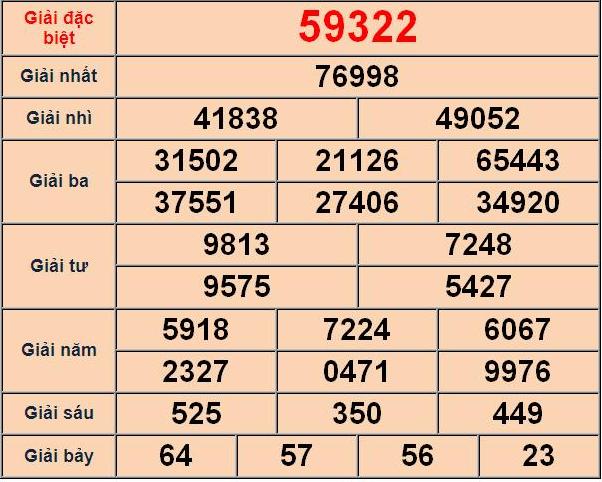 Giải đặc biệt 59322
Giải nhất 76998
Giải nhì 41838 49052
Giải ba 31502 21126 65443
37551 27406 34920
Giải tư 9813 7248
9575 5427
Giải năm 5918 7224 6067
2327 0471 9976
Giải sáu 525 350 449
Giải bảy 64 57 56 23